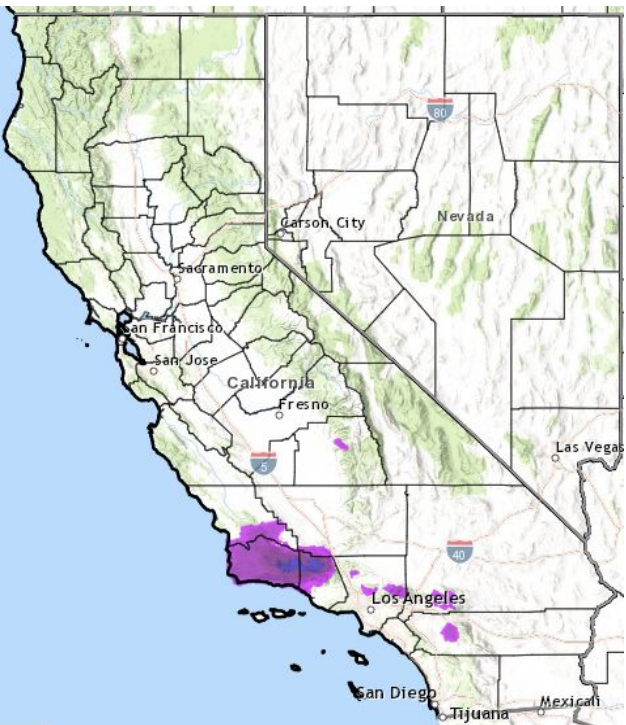 80
Carson City
Nevada
Sacramento
San Francisco
San Jose
California
Fresno
Las Vegas
5
40
Los Angeles
San Diego
Mexicali
Tijuana